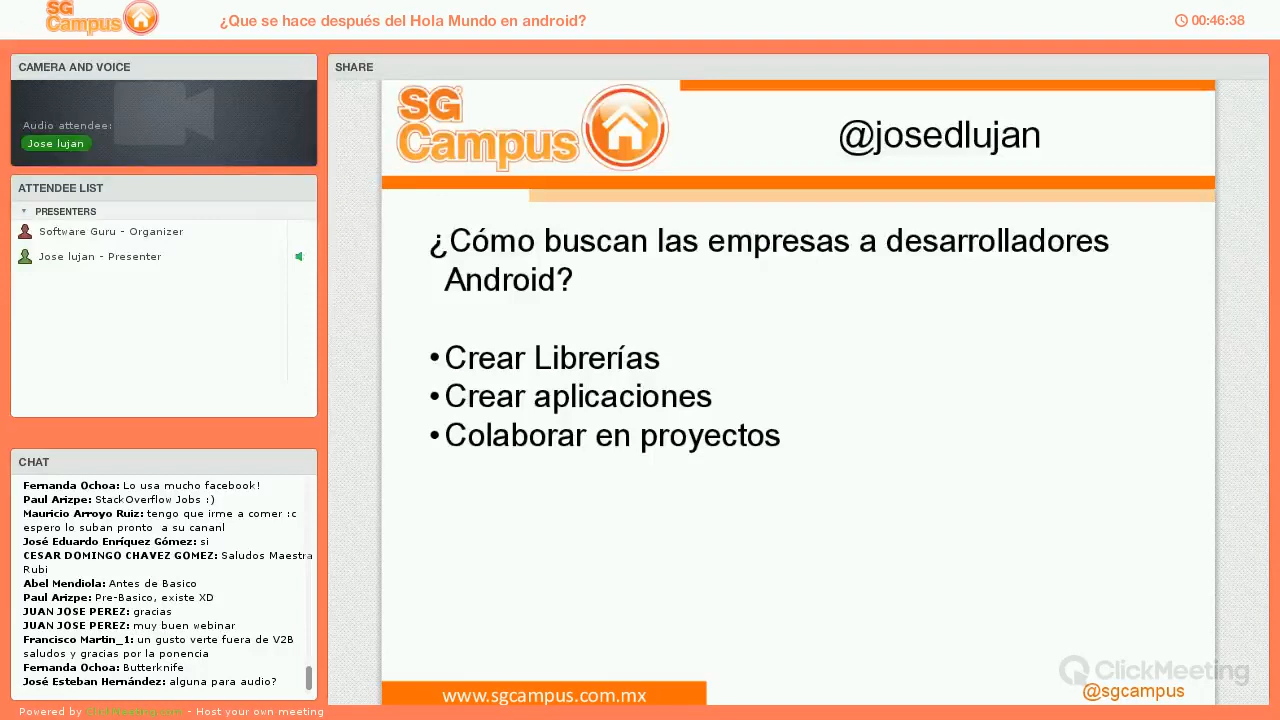 SG Campus
¿Que se hace después del Hola Mundo en android?
00:46:38
CAMERA AND VOICE
Audio attendee:
Jose lujan
ATTENDEE LIST
PRESENTERS
Software Guru - Organizer
Jose lujan - Presenter
CHAT
Fernanda Ochoa: Lo usa mucho facebook!
Paul Arizpe: StackOverflow Jobs :)
Mauricio Arroyo Ruiz: tengo que irme a comer :c
espero lo suban pronto a su cananl
José Eduardo Enríquez Gómez: si
CESAR DOMINGO CHAVEZ GOMEZ: Saludos Maestra
Rubi
Abel Mendiola: Antes de Basico
Paul Arizpe: Pre-Basico, existe XD
JUAN JOSE PEREZ: gracias
JUAN JOSE PEREZ: muy buen webinar
Francisco Martin_1: un gusto verte fuera de V2B
saludos y gracias por la ponencia
Fernanda Ochoa: Butterknife
José Esteban Hernández: alguna para audio?
Powered by ClickMeeting.com - Host your own meeting
SHARE
SG
Campus
@josedlujan
¿Cómo buscan las empresas a desarrolladores
Android?
•Crear Librerías
•Crear aplicaciones
•Colaborar en proyectos
ClickMeeting
www.sgcampus.com.mx
@sgcampus